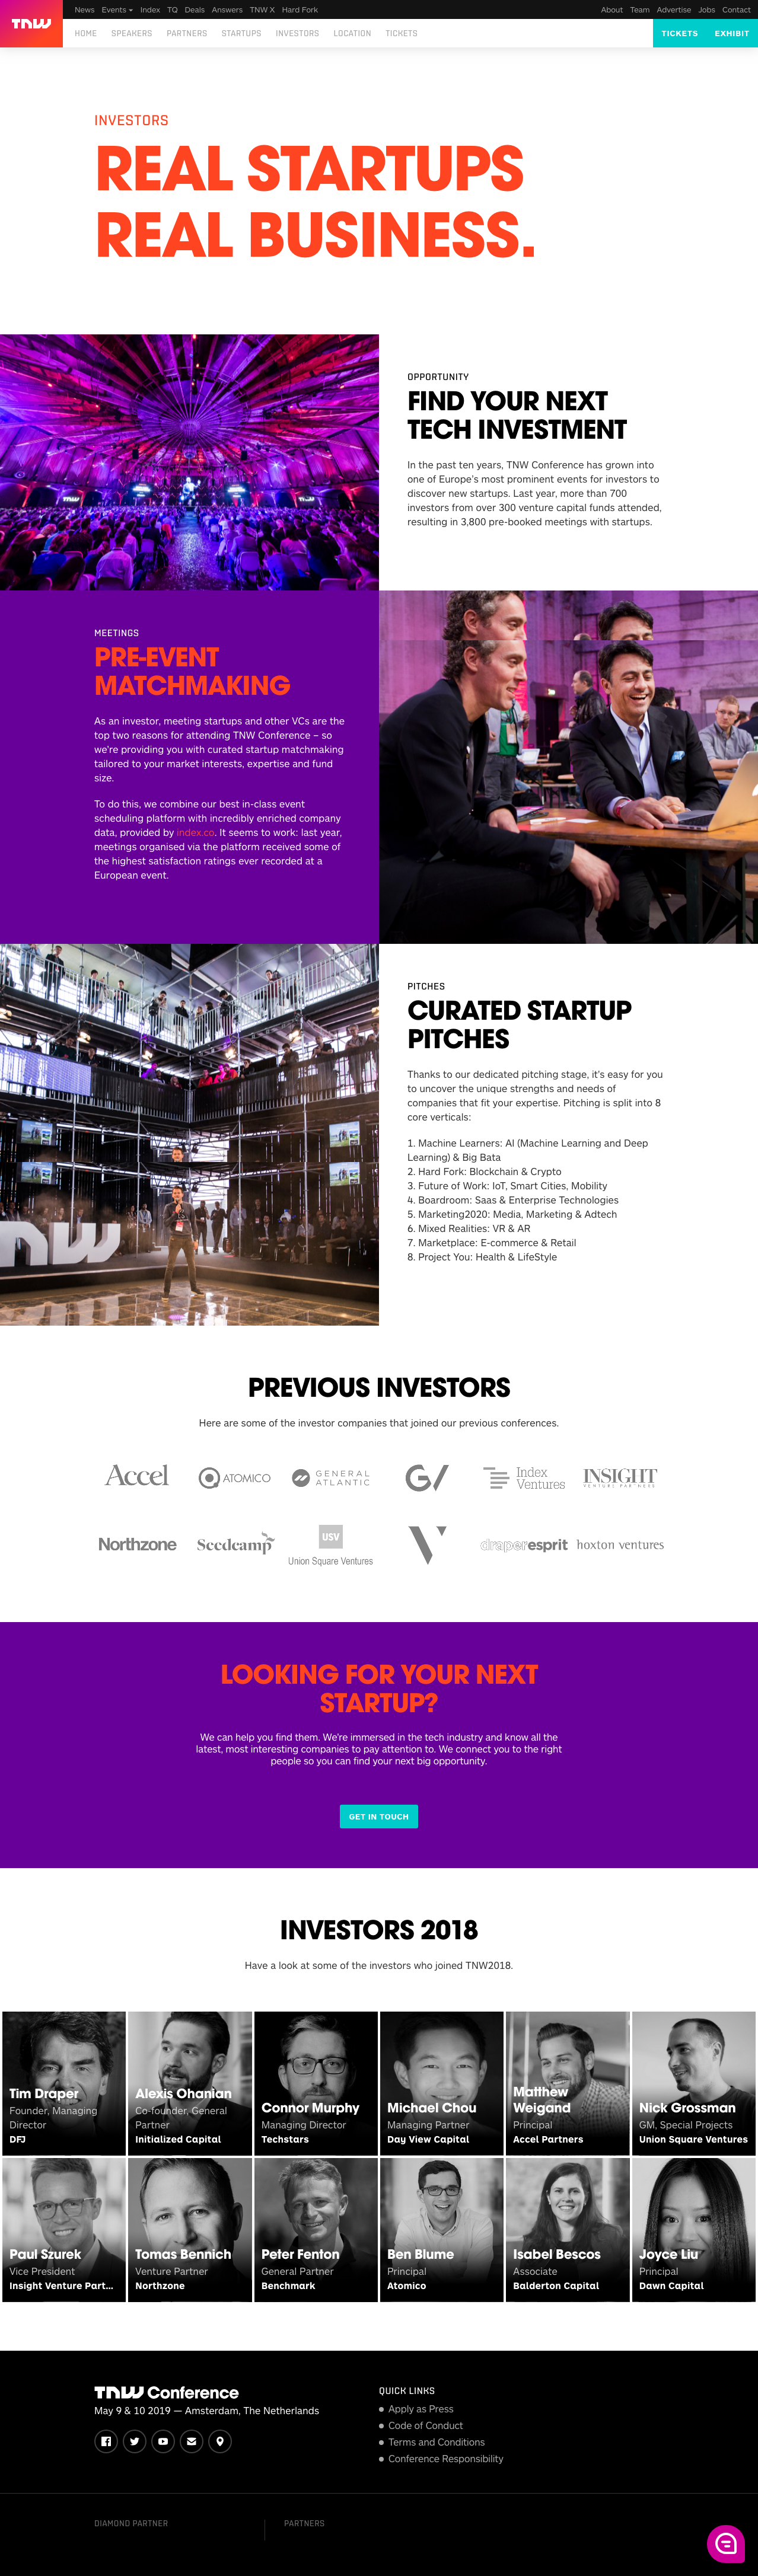 TNW
News Events Index TQ Deals Answers TNW X Hard Fork
About Team Advertise Jobs Contact
HOME SPEAKERS PARTNERS STARTUPS INVESTORS LOCATION TICKETS
TICKETS EXHIBIT
INVESTORS
REAL STARTUPS
REAL BUSINESS.
OPPORTUNITY
FIND YOUR NEXT
TECH INVESTMENT
In the past ten years, TNW Conference has grown into
one of Europe's most prominent events for investors to
discover new startups. Last year, more than 700
investors from over 300 venture capital funds attended,
resulting in 3,800 pre-booked meetings with startups.
MEETINGS
PRE-EVENT
MATCHMAKING
As an investor, meeting startups and other VCs are the
top two reasons for attending TNW Conference – so
we're providing you with curated startup matchmaking
tailored to your market interests, expertise and fund
size.
To do this, we combine our best in-class event
scheduling platform with incredibly enriched company
data, provided by index.co. It seems to work: last year,
meetings organised via the platform received some of
the highest satisfaction ratings ever recorded at a
European event.
PITCHES
CURATED STARTUP
PITCHES
Thanks to our dedicated pitching stage, it's easy for you
to uncover the unique strengths and needs of
companies that fit your expertise. Pitching is split into 8
core verticals:
1. Machine Learners: AI (Machine Learning and Deep
Learning) & Big Bata
2. Hard Fork: Blockchain & Crypto
3. Future of Work: IoT, Smart Cities, Mobility
4. Boardroom: Saas & Enterprise Technologies
5. Marketing2020: Media, Marketing & Adtech
6. Mixed Realities: VR & AR
7. Marketplace: E-commerce & Retail
8. Project You: Health & LifeStyle
PREVIOUS INVESTORS
Here are some of the investor companies that joined our previous conferences.
Accel
ATOMICO
GENERAL
ATLANTIC
GV
Index
Ventures
INSIGHT
VENTURE PARTNERS
Northzone
Seedcamp
USV
Union Square Ventures
V
draperesprit
hoxton ventures
LOOKING FOR YOUR NEXT
STARTUP?
We can help you find them. We're immersed in the tech industry and know all the
latest, most interesting companies to pay attention to. We connect you to the right
people so you can find your next big opportunity.
GET IN TOUCH
INVESTORS 2018
Have a look at some of the investors who joined TNW2018.
Tim Draper
Founder, Managing
Director
DFJ
Alexis Ohanian
Co-founder, General
Partner
Initialized Capital
Connor Murphy
Managing Director
Techstars
Michael Chou
Managing Partner
Day View Capital
Matthew
Weigand
Principal
Accel Partners
Nick Grossman
GM, Special Projects
Union Square Ventures
Paul Szurek
Vice President
Insight Venture Part...
Tomas Bennich
Venture Partner
Northzone
Peter Fenton
General Partner
Benchmark
Ben Blume
Principal
Atomico
Isabel Bescos
Associate
Balderton Capital
Joyce Liu
Principal
Dawn Capital
TNW Conference
May 9 & 10 2019 — Amsterdam, The Netherlands
QUICK LINKS
Apply as Press
Code of Conduct
Terms and Conditions
Conference Responsibility
DIAMOND PARTNER
PARTNERS